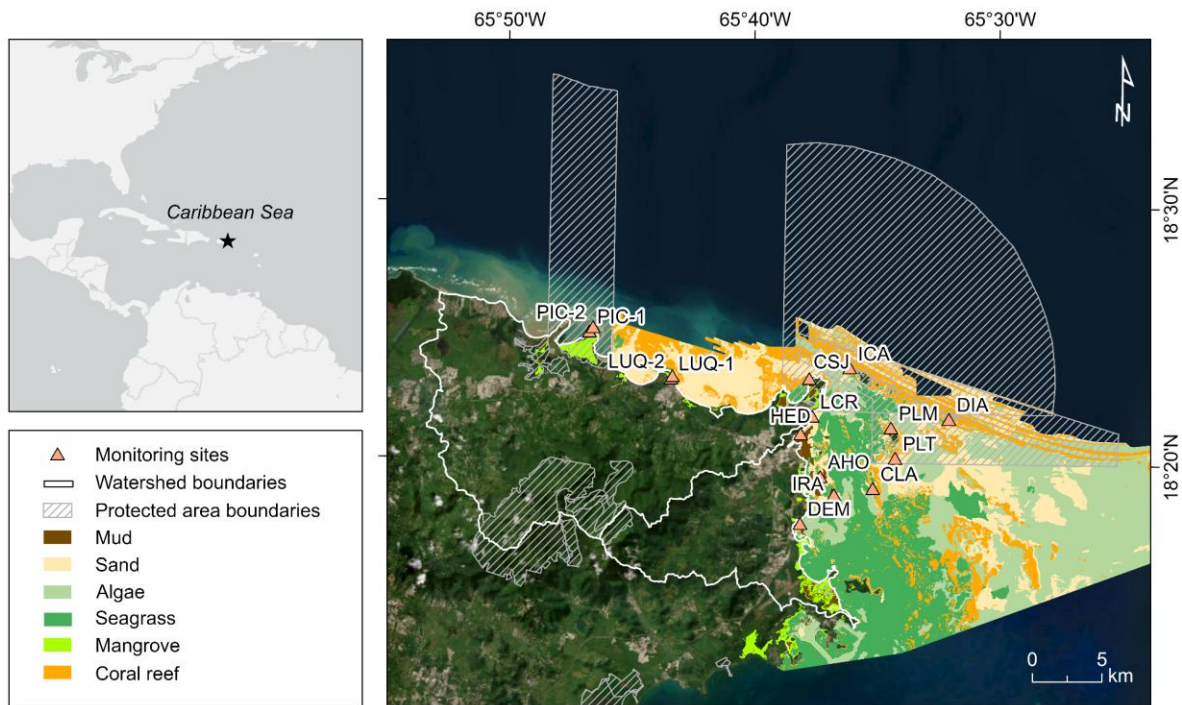 65°50'W
65°40'W
65°30'W
Caribbean Sea
N
18°30'N
18°20'N
PIC-2
PIC-1
LUQ-2
LUQ-1
CSJ
ICA
LCR
HED
PLM
DIA
PLT
AHO
CLA
IRA
DEM
Monitoring sites
Watershed boundaries
Protected area boundaries
Mud
Sand
Algae
Seagrass
Mangrove
Coral reef
0 5
km